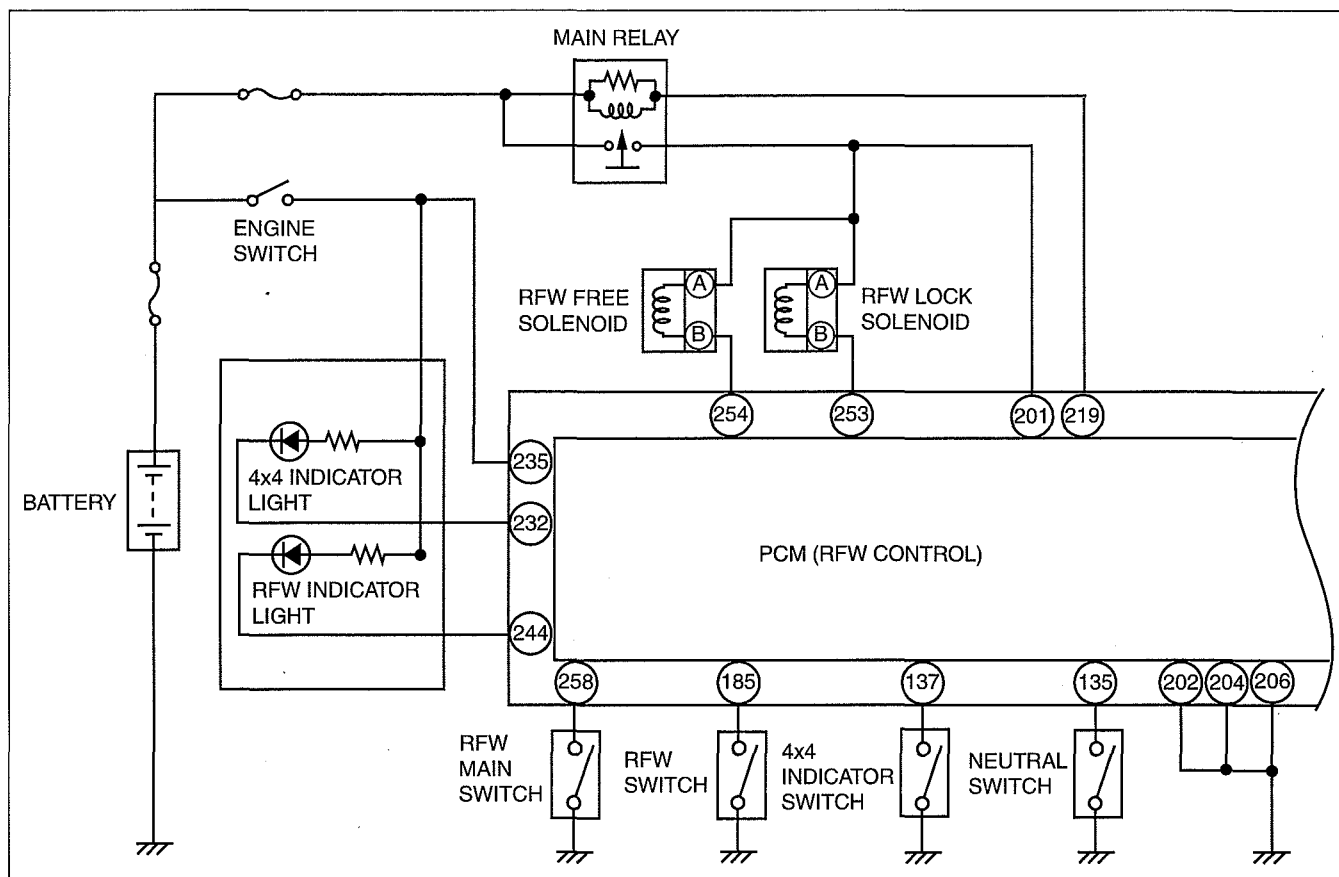 MAIN RELAY
ENGINE
SWITCH
RFW FREE
SOLENOID
A
B
A
B
RFW LOCK
SOLENOID
254
253
201
219
235
4x4 INDICATOR
LIGHT
BATTERY
232
PCM (RFW CONTROL)
RFW INDICATOR
LIGHT
244
258
185
137
135
202
204
206
RFW
MAIN
SWITCH
RFW
SWITCH
4x4
INDICATOR
SWITCH
NEUTRAL
SWITCH